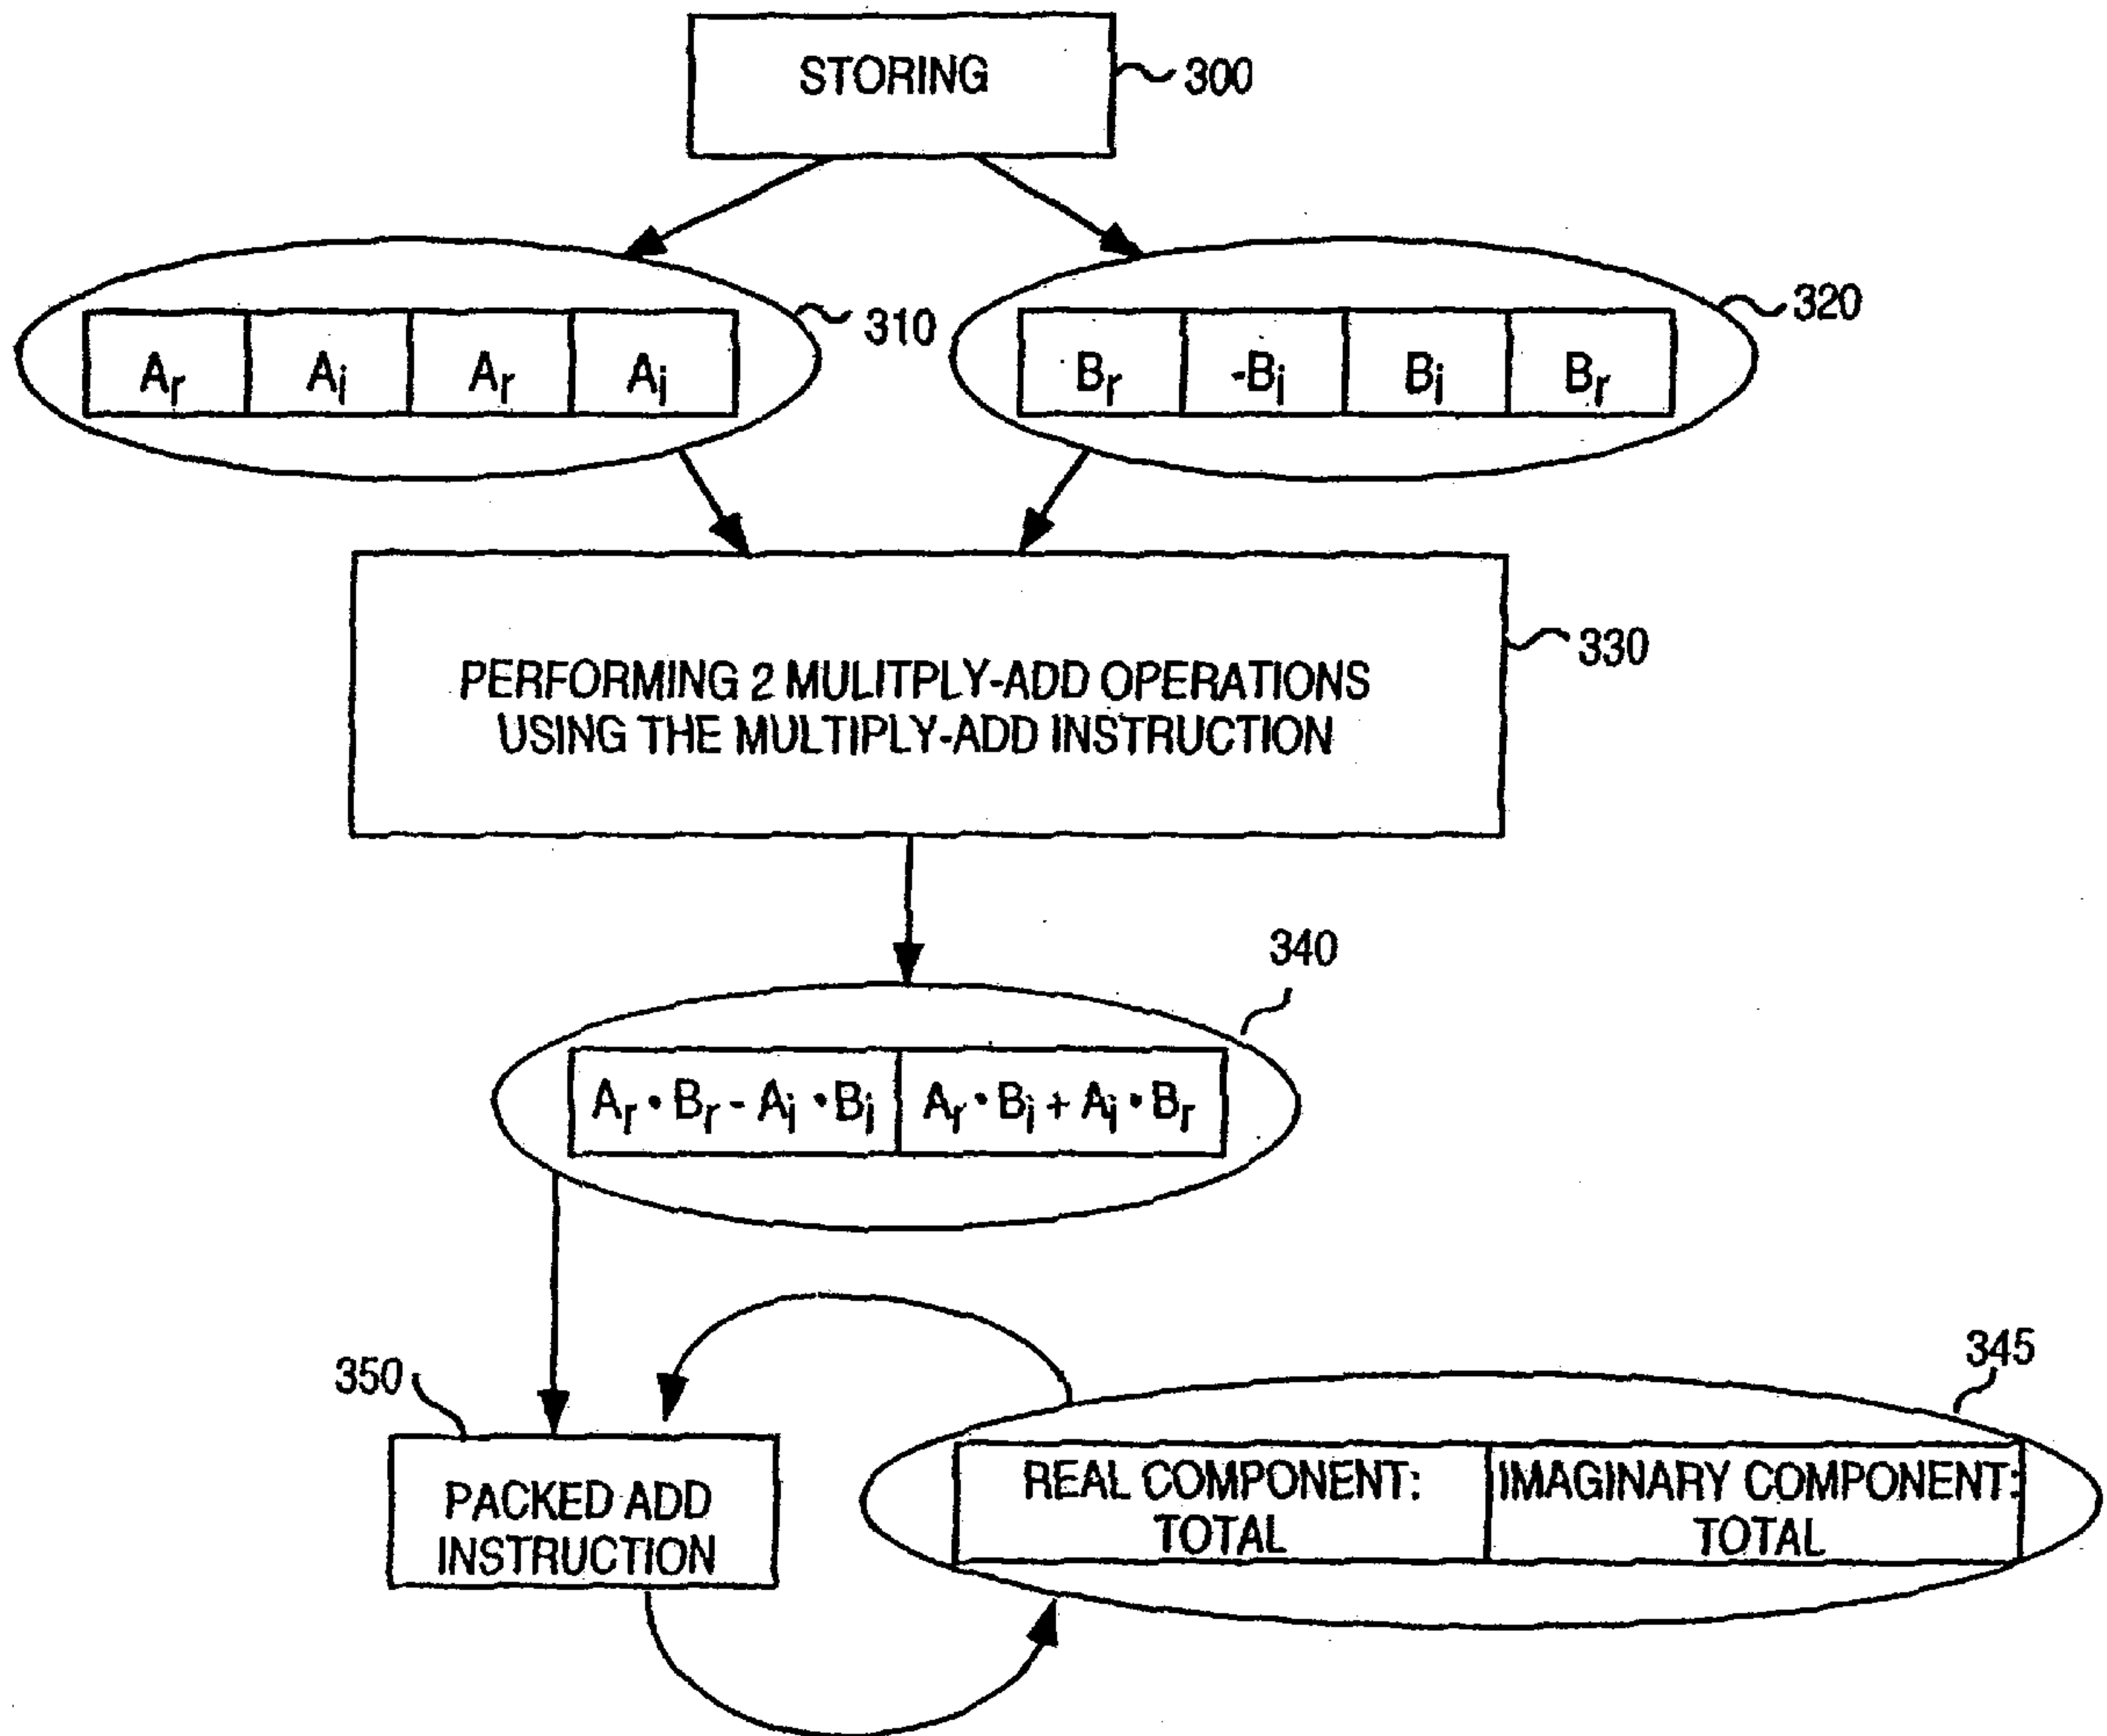 STORING
300
310
320
Ar Ai Ar Ai
Br -Bi Bi Br
330
PERFORMING 2 MULITPLY-ADD OPERATIONS
USING THE MULTIPLY-ADD INSTRUCTION
340
Ar • Br - Ai • Bi Ar • Bi + Ai • Br
350
345
PACKED ADD
INSTRUCTION
REAL COMPONENT:
TOTAL
IMAGINARY COMPONENT:
TOTAL